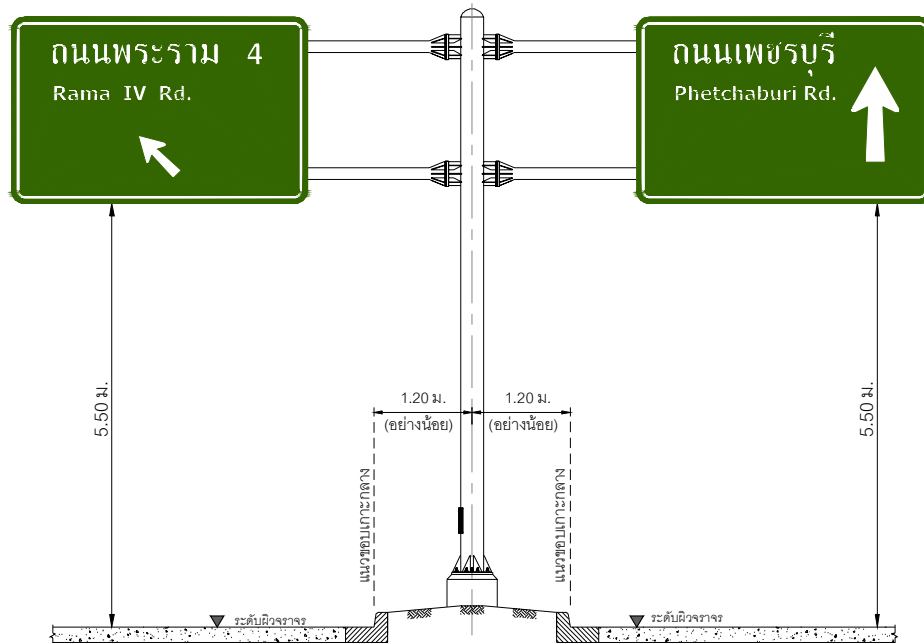 ถนนพระราม 4
Rama IV Rd.
ถนนเพชรบุรี
Phetchaburi Rd.
5.50 ม.
1.20 ม.
(อย่างน้อย)
1.20 ม.
(อย่างน้อย)
5.50 ม.
แนวขอบเกาะกลาง
แนวขอบเกาะกลาง
ระดับผิวจราจร
ระดับผิวจราจร